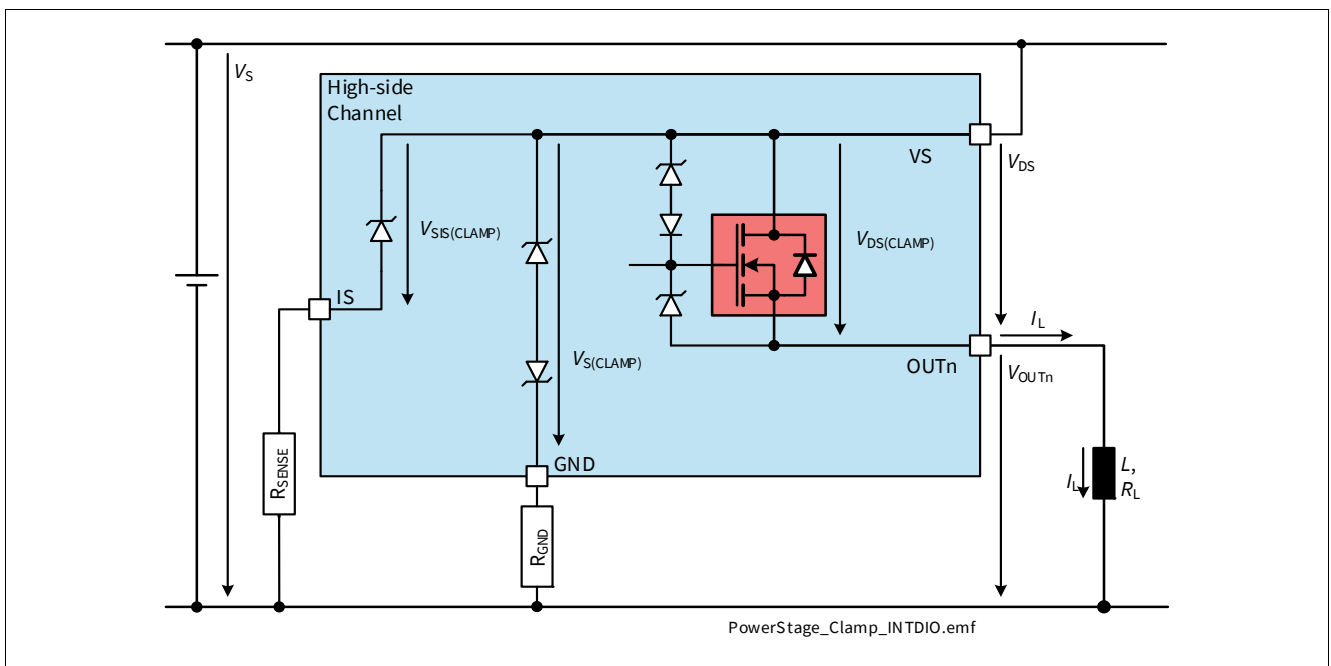 VS
High-side
Channel
VS
VDS
VSIS(CLAMP)
VDS(CLAMP)
IS
IL
VS(CLAMP)
OUTn
VOUTn
GND
RSENSE
IL
L,
RL
RGND
PowerStage_Clamp_INTDIO.emf